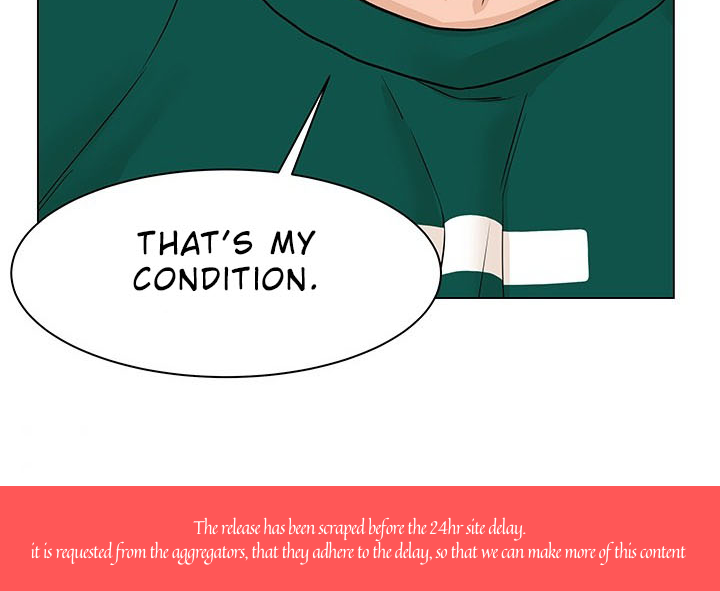 THAT'S MY
CONDITION.
The release has been scraped before the 24hr site delay.
it is requested from the aggregators, that they adhere to the delay, so that we can make more of this content